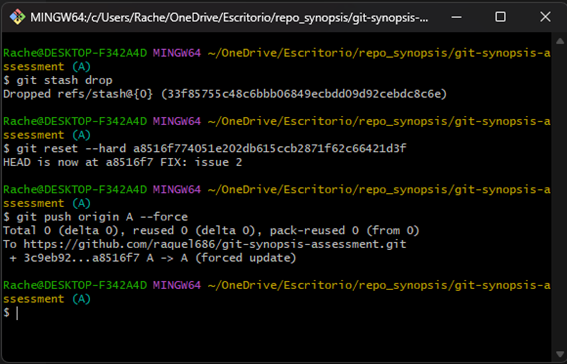 MINGW64:/c/Users/Rache/OneDrive/Escritorio/repo_synopsis/git-synopsis-...
Rache@DESKTOP-F342A4D MINGW64 ~/OneDrive/Escritorio/repo_synopsis/git-synopsis-a
ssessment (A)
$ git stash drop
Dropped refs/stash@{0} (33f85755c48c6bbb06849ecbdd09d92cebdc8c6e)
Rache@DESKTOP-F342A4D MINGW64 ~/OneDrive/Escritorio/repo_synopsis/git-synopsis-a
ssessment (A)
$ git reset --hard a8516f774051e202db615ccb2871f62c66421d3f
HEAD is now at a8516f7 FIX: issue 2
Rache@DESKTOP-F342A4D MINGW64 ~/OneDrive/Escritorio/repo_synopsis/git-synopsis-a
ssessment (A)
$ git push origin A --force
Total 0 (delta 0), reused 0 (delta 0), pack-reused 0 (from 0)
To https://github.com/raquel686/git-synopsis-assessment.git
 + 3c9eb92...a8516f7 A -> A (forced update)
Rache@DESKTOP-F342A4D MINGW64 ~/OneDrive/Escritorio/repo_synopsis/git-synopsis-a
ssessment (A)
$